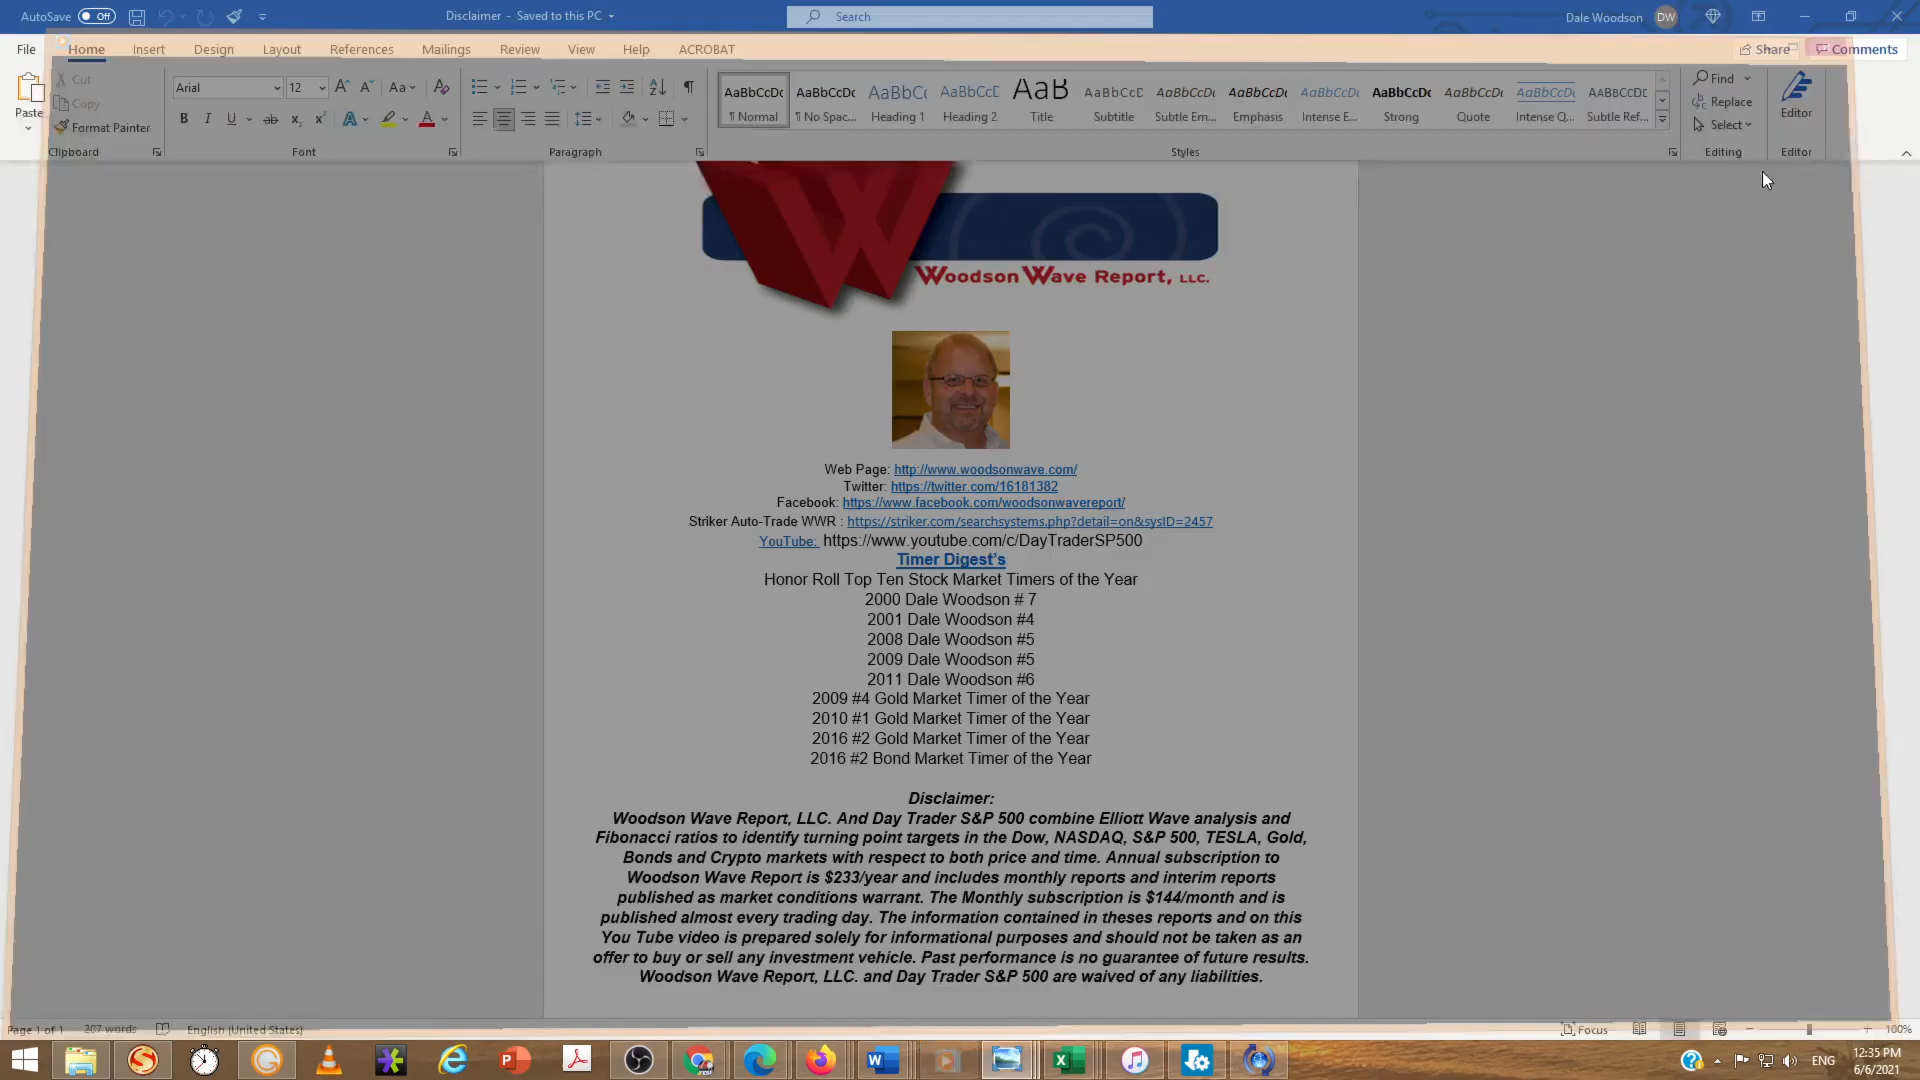 AutoSave Off Disclaimer - Saved to this PC Search Dale Woodson DW
File Home Insert Design Layout References Mailings Review View Help ACROBAT Share Comments
Cut
Copy
Paste Format Painter
Arial 12 Aa
AaBbCcDc AaBbCcDc AaBbCc AaBbCcD AaB AaBbCcD AaBbCcDc AaBbCcDc AaBbCcDc AaBbCcDc AaBbCcDc AaBbCcDc AABBCCDC
¶ Normal ¶ No Spac... Heading 1 Heading 2 Title Subtitle Subtle Em... Emphasis Intense E... Strong Quote Intense Q... Subtle Ref...
Find
Replace
Select
Editor
Clipboard Font Paragraph Styles Editing Editor
WOODSON WAVE REPORT, LLC.
Web Page: http://www.woodsonwave.com/
Twitter: https://twitter.com/16181382
Facebook: https://www.facebook.com/woodsonwavereport/
Striker Auto-Trade WWR : https://striker.com/searchsystems.php?detail=on&sysID=2457
YouTube: https://www.youtube.com/c/DayTraderSP500
Timer Digest's
Honor Roll Top Ten Stock Market Timers of the Year
2000 Dale Woodson # 7
2001 Dale Woodson #4
2008 Dale Woodson #5
2009 Dale Woodson #5
2011 Dale Woodson #6
2009 #4 Gold Market Timer of the Year
2010 #1 Gold Market Timer of the Year
2016 #2 Gold Market Timer of the Year
2016 #2 Bond Market Timer of the Year
Disclaimer:
Woodson Wave Report, LLC. And Day Trader S&P 500 combine Elliott Wave analysis and
Fibonacci ratios to identify turning point targets in the Dow, NASDAQ, S&P 500, TESLA, Gold,
Bonds and Crypto markets with respect to both price and time. Annual subscription to
Woodson Wave Report is $233/year and includes monthly reports and interim reports
published as market conditions warrant. The Monthly subscription is $144/month and is
published almost every trading day. The information contained in theses reports and on this
You Tube video is prepared solely for informational purposes and should not be taken as an
offer to buy or sell any investment vehicle. Past performance is no guarantee of future results.
Woodson Wave Report, LLC. and Day Trader S&P 500 are waived of any liabilities.
Page 1 of 1 207 words English (United States) Focus 100%
ENG 12:35 PM
6/6/2021